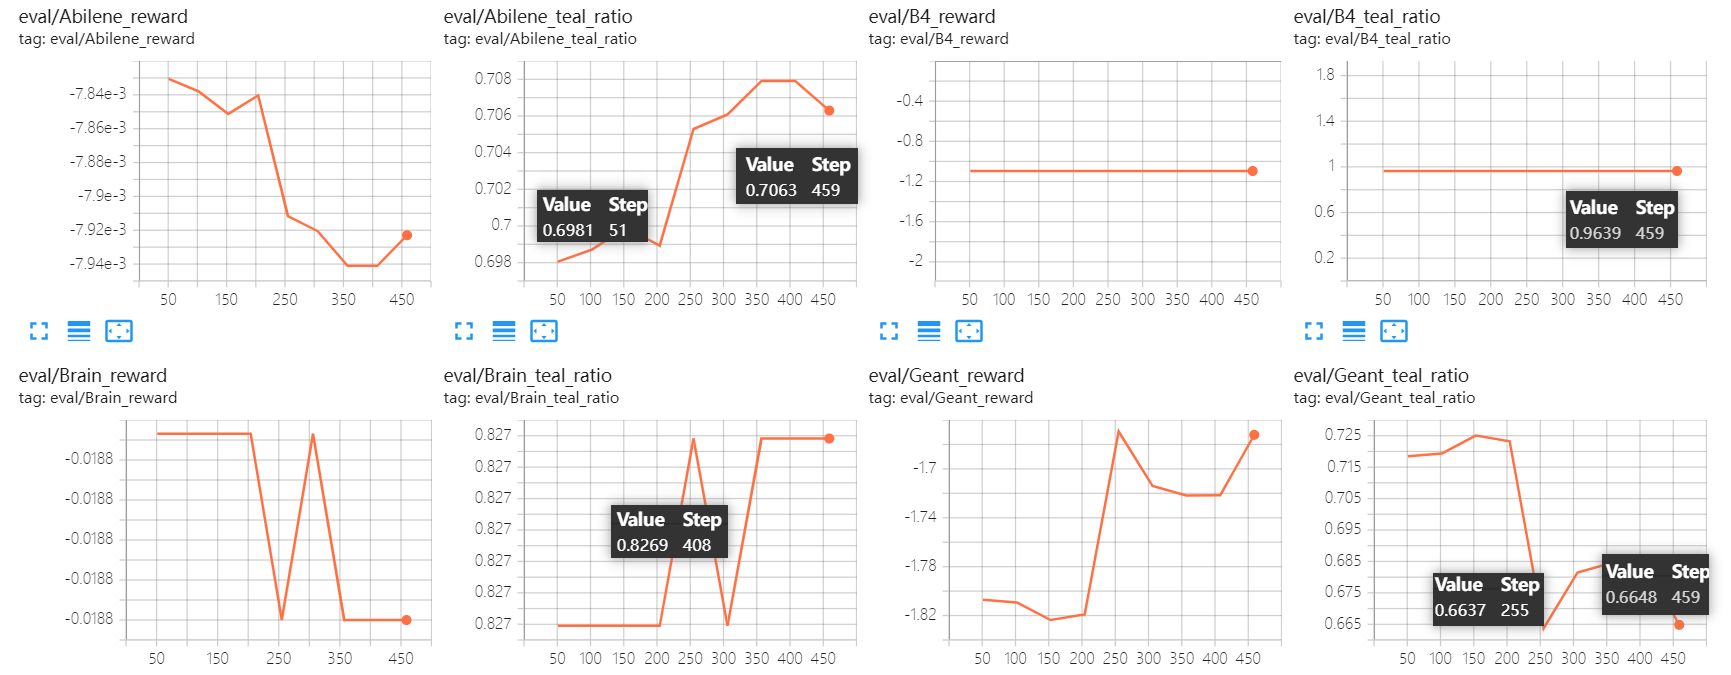 eval/Abilene_reward
tag: eval/Abilene_reward
-7.84e-3
-7.86e-3
-7.88e-3
-7.9e-3
-7.92e-3
-7.94e-3
50 150 250 350 450
eval/Abilene_teal_ratio
tag: eval/Abilene_teal_ratio
0.708
0.706
0.704
0.702
0.7
0.698
Value Step
0.6981 51
Value Step
0.7063 459
50 100 150 200 250 300 350 400 450
eval/B4_reward
tag: eval/B4_reward
-0.4
-0.8
-1.2
-1.6
-2
50 100 150 200 250 300 350 400 450
eval/B4_teal_ratio
tag: eval/B4_teal_ratio
1.8
1.4
1
0.6
0.2
Value Step
0.9639 459
50 100 150 200 250 300 350 400 450
eval/Brain_reward
tag: eval/Brain_reward
-0.0188
-0.0188
-0.0188
-0.0188
-0.0188
50 150 250 350 450
eval/Brain_teal_ratio
tag: eval/Brain_teal_ratio
0.827
0.827
0.827
0.827
0.827
0.827
0.827
Value Step
0.8269 408
50 100 150 200 250 300 350 400 450
eval/Geant_reward
tag: eval/Geant_reward
-1.7
-1.74
-1.78
-1.82
50 100 150 200 250 300 350 400 450
eval/Geant_teal_ratio
tag: eval/Geant_teal_ratio
0.725
0.715
0.705
0.695
0.685
0.675
0.665
Value Step
0.6637 255
Value Step
0.6648 459
50 100 150 200 250 300 350 400 450